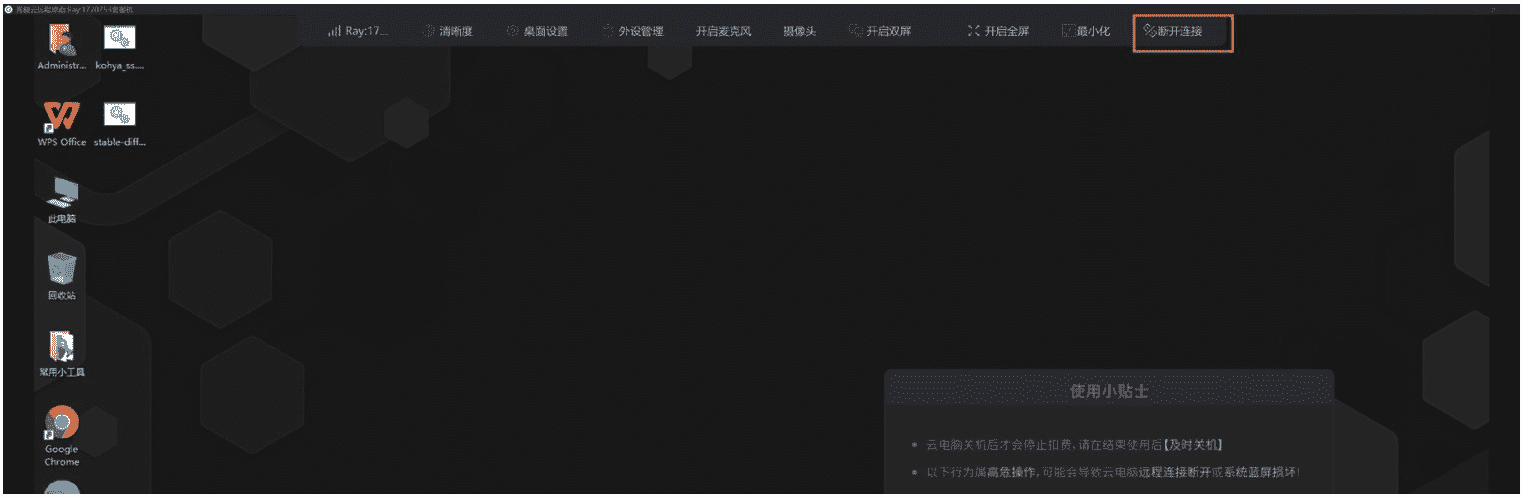 Ray:17... 清晰度 桌面设置 外设管理 开启麦克风 摄像头 开启双屏 开启全屏 最小化 断开连接
Administr... kohya_ss....
WPS Office stable-diff...
此电脑
回收站
常用小工具
Google
Chrome
使用小贴士
云电脑关机后才会停止扣费,请在结束使用后【及时关机】
以下行为属高危操作,可能会导致云电脑远程连接断开或系统蓝屏损坏!